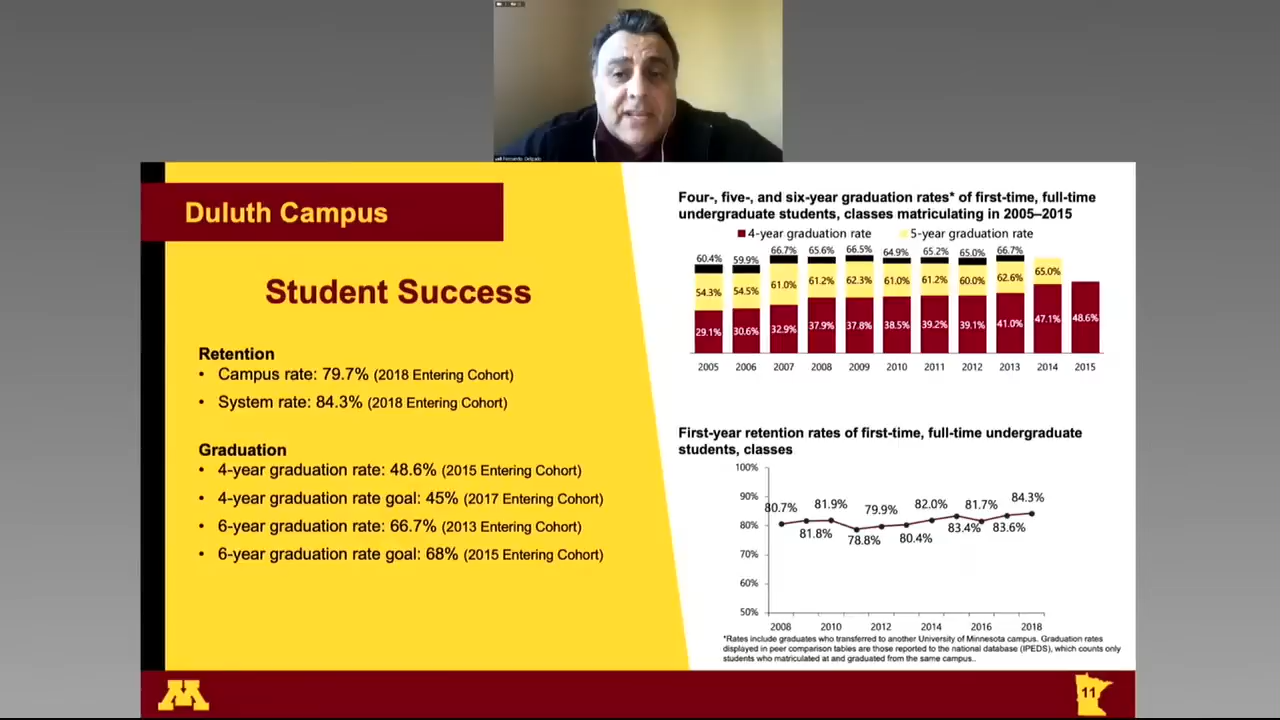 Fernando Delgado
Duluth Campus
Student Success
Retention
• Campus rate: 79.7% (2018 Entering Cohort)
• System rate: 84.3% (2018 Entering Cohort)
Graduation
• 4-year graduation rate: 48.6% (2015 Entering Cohort)
• 4-year graduation rate goal: 45% (2017 Entering Cohort)
• 6-year graduation rate: 66.7% (2013 Entering Cohort)
• 6-year graduation rate goal: 68% (2015 Entering Cohort)
Four-, five-, and six-year graduation rates* of first-time, full-time
undergraduate students, classes matriculating in 2005–2015
4-year graduation rate 5-year graduation rate
60.4% 59.9% 66.7% 65.6% 66.5% 64.9% 65.2% 65.0% 66.7%
54.3% 54.5% 61.0% 61.2% 62.3% 61.0% 61.2% 60.0% 62.6% 65.0%
29.1% 30.6% 32.9% 37.9% 37.8% 38.5% 39.2% 39.1% 41.0% 47.1% 48.6%
2005 2006 2007 2008 2009 2010 2011 2012 2013 2014 2015
First-year retention rates of first-time, full-time undergraduate
students, classes
100%
90%
80%
70%
60%
50%
80.7% 81.9% 79.9% 82.0% 81.7% 84.3%
81.8% 78.8% 80.4% 83.4% 83.6%
2008 2010 2012 2014 2016 2018
*Rates include graduates who transferred to another University of Minnesota campus. Graduation rates
displayed in peer comparison tables are those reported to the national database (IPEDS), which counts only
students who matriculated at and graduated from the same campus..
M
11